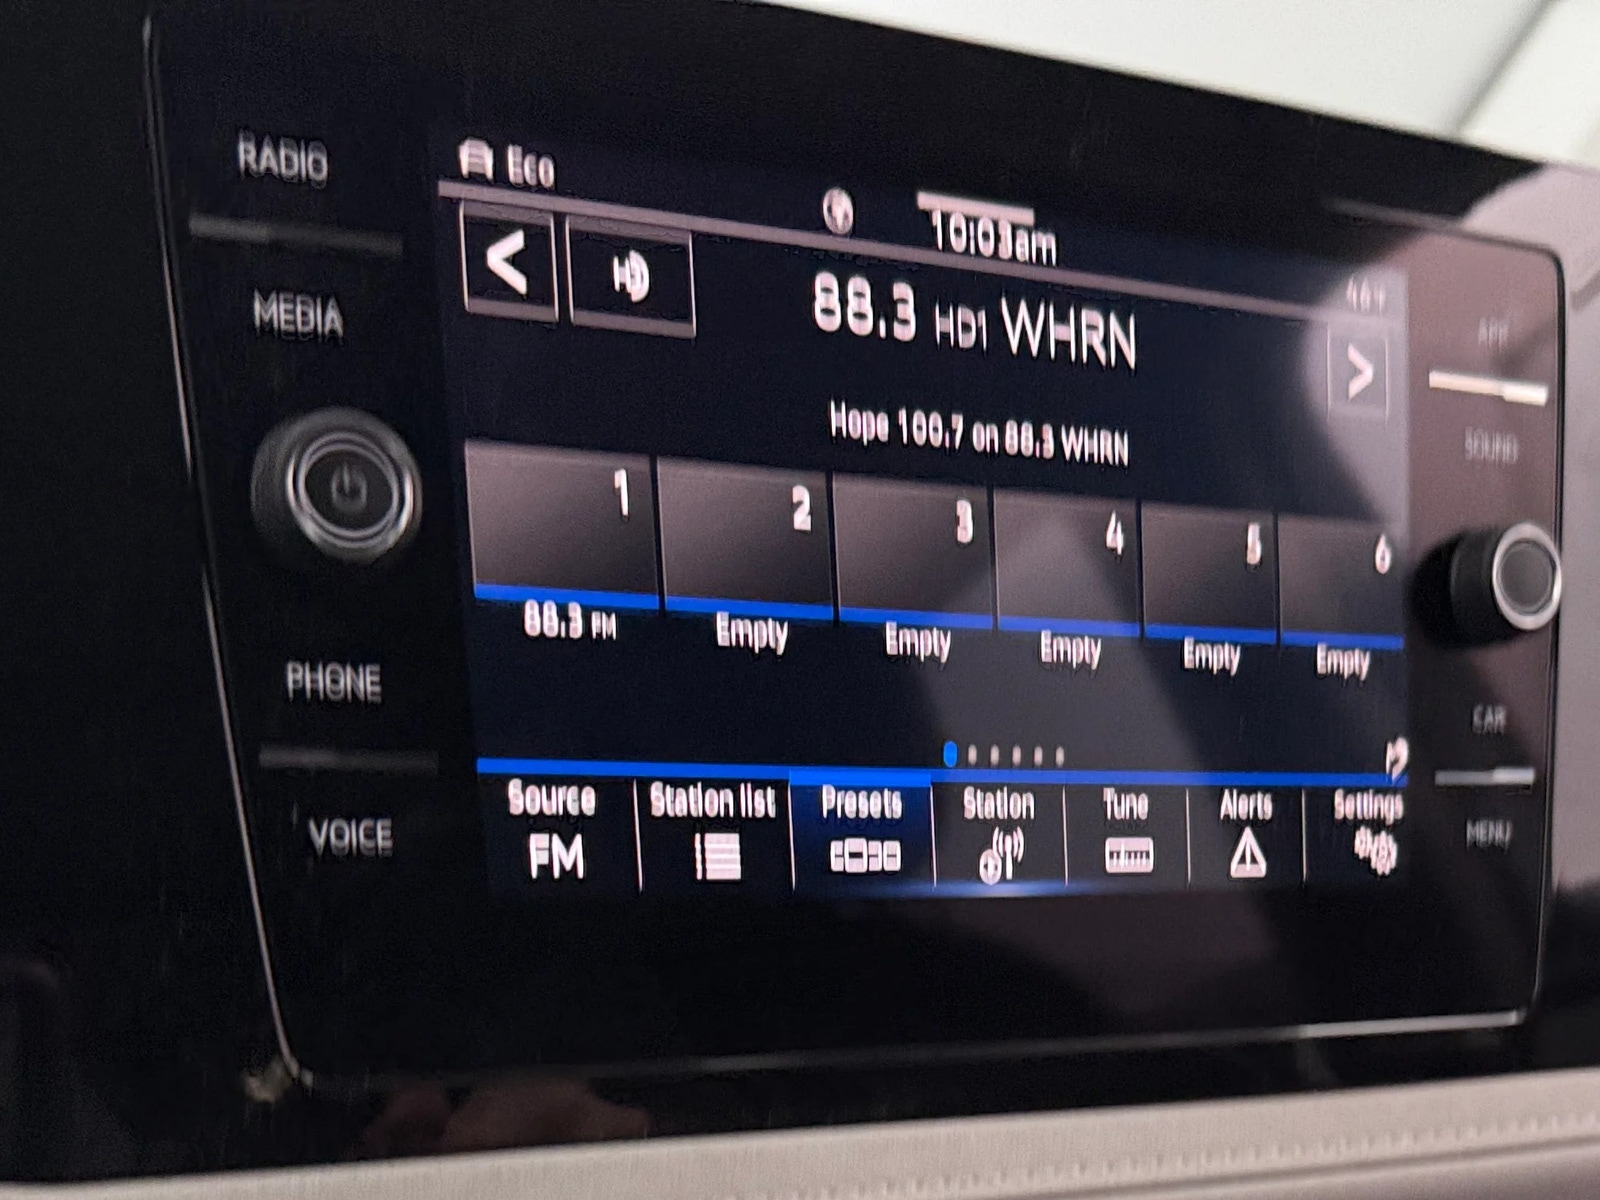 RADIO
MEDIA
PHONE
VOICE
Eco
10:03am
<
HD
88.3 HD1 WHRN
>
Hope 100.7 on 88.3 WHRN
1 2 3 4 5 6
88.3 FM Empty Empty Empty Empty Empty
Source Station list Presets Station Tune Alerts Settings
FM
APP
SOUND
CAR
MENU